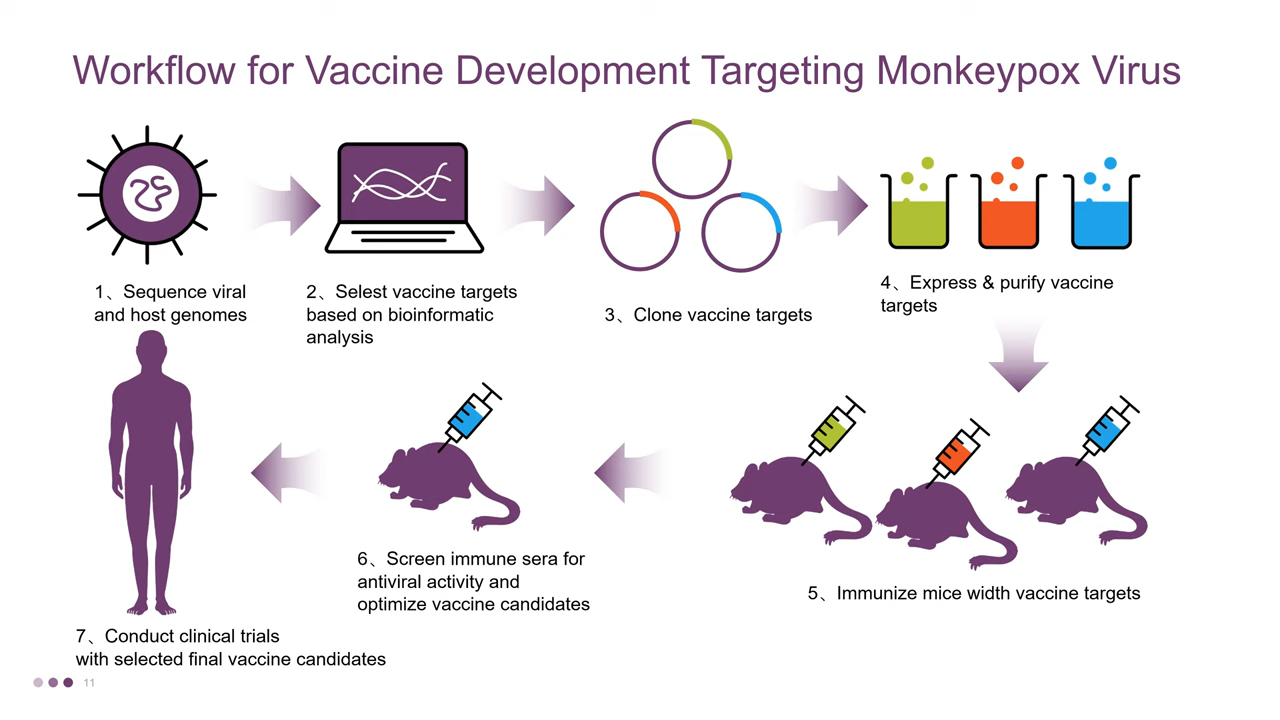 Workflow for Vaccine Development Targeting Monkeypox Virus
1、Sequence viral
and host genomes
2、Selest vaccine targets
based on bioinformatic
analysis
3、Clone vaccine targets
4、Express & purify vaccine
targets
5、Immunize mice width vaccine targets
6、Screen immune sera for
antiviral activity and
optimize vaccine candidates
7、Conduct clinical trials
with selected final vaccine candidates
11